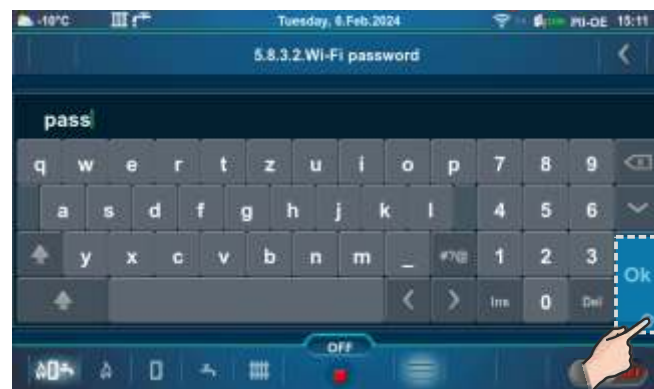 -10°C Tuesday, 6.Feb.2024 PU-OE 15:11
5.8.3.2.Wi-Fi password
pass
q w e r t z u i o p 7 8 9
a s d f g h j k l 4 5 6
y x c v b n m _ #?@ 1 2 3 Ok
< > Ins 0 Del
OFF